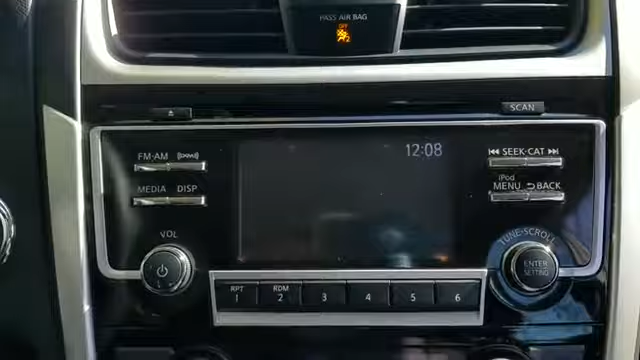 PASS AIR BAG
OFF
SCAN
12:08
FM·AM
SEEK·CAT
MEDIA DISP
iPod
MENU BACK
VOL
TUNE·SCROLL
ENTER
SETTING
RPT RDM
1 2 3 4 5 6